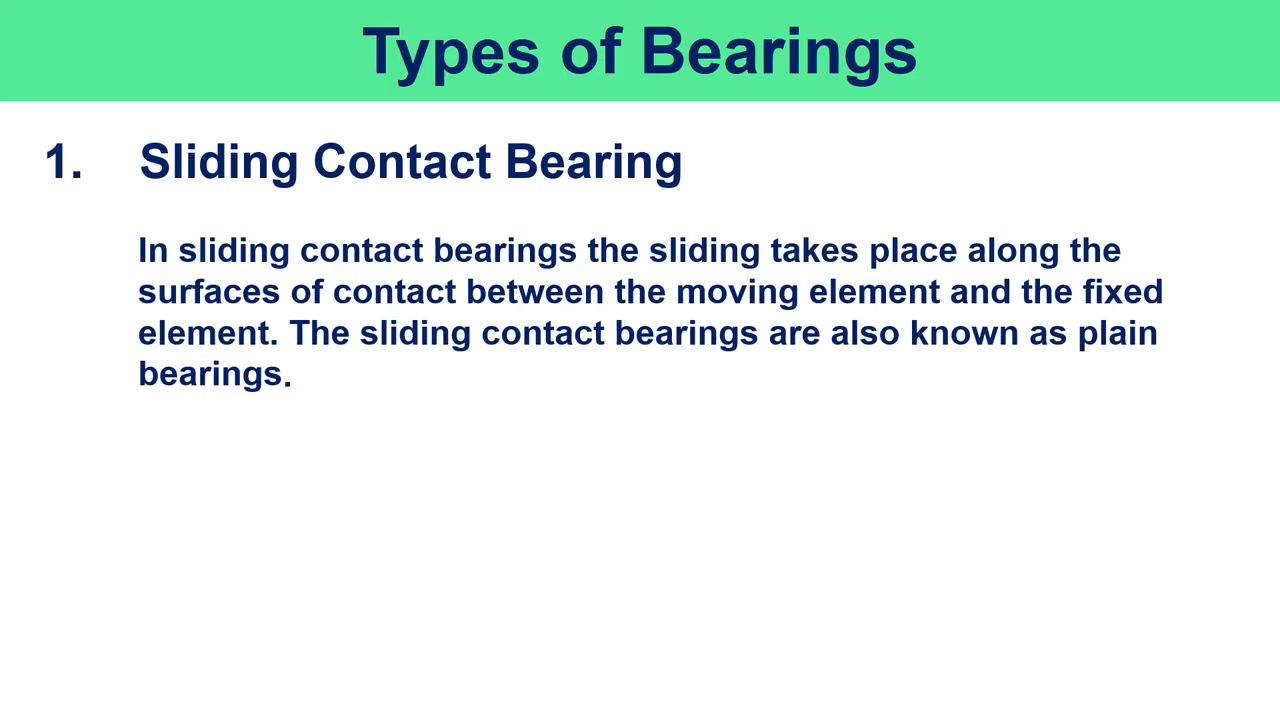 Types of Bearings
1. Sliding Contact Bearing
In sliding contact bearings the sliding takes place along the
surfaces of contact between the moving element and the fixed
element. The sliding contact bearings are also known as plain
bearings.